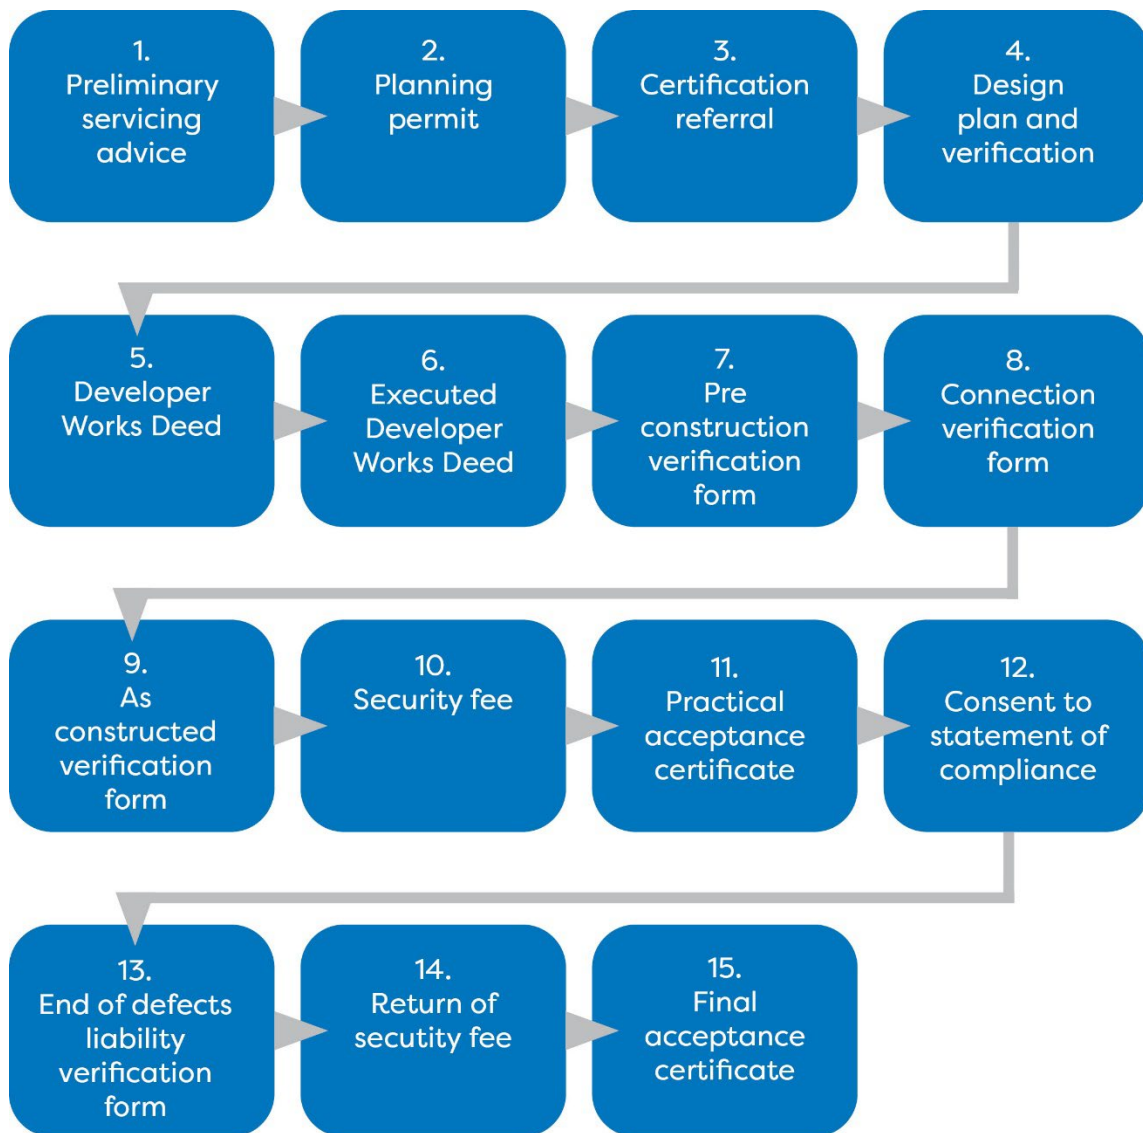 1.
Preliminary
servicing
advice
2.
Planning
permit
3.
Certification
referral
4.
Design
plan and
verification
5.
Developer
Works Deed
6.
Executed
Developer
Works Deed
7.
Pre
construction
verification
form
8.
Connection
verification
form
9.
As
constructed
verification
form
10.
Security fee
11.
Practical
acceptance
certificate
12.
Consent to
statement of
compliance
13.
End of defects
liability
verification
form
14.
Return of
secutity fee
15.
Final
acceptance
certificate